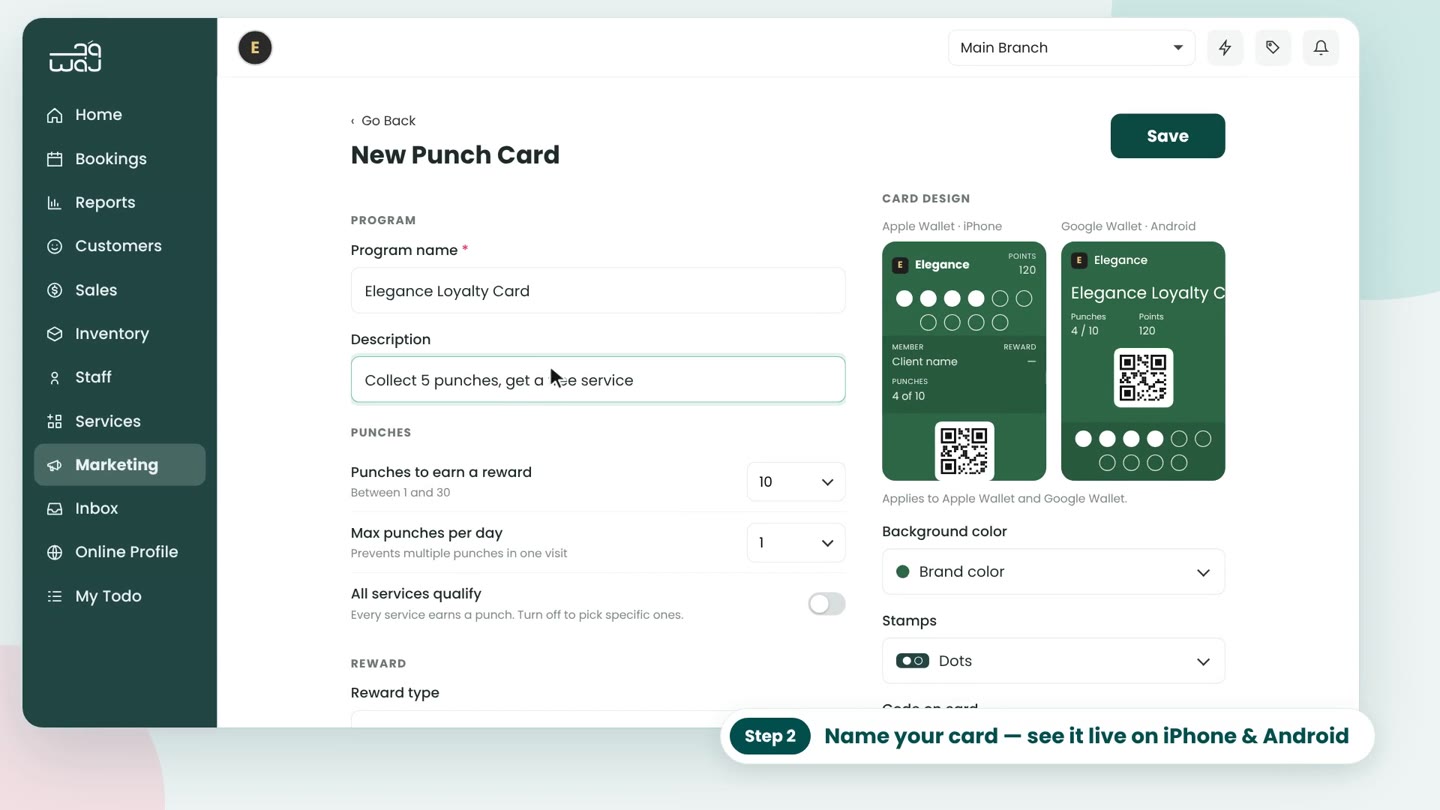 Home
Bookings
Reports
Customers
Sales
Inventory
Staff
Services
Marketing
Inbox
Online Profile
My Todo
E
Main Branch
‹ Go Back
New Punch Card
Save
PROGRAM
Program name *
Elegance Loyalty Card
Description
Collect 5 punches, get a service
PUNCHES
Punches to earn a reward
Between 1 and 30
10
Max punches per day
Prevents multiple punches in one visit
1
All services qualify
Every service earns a punch. Turn off to pick specific ones.
REWARD
Reward type
CARD DESIGN
Apple Wallet · iPhone
E Elegance
POINTS
120
MEMBER
Client name
REWARD
—
PUNCHES
4 of 10
Google Wallet · Android
E Elegance
Elegance Loyalty C
Punches
4 / 10
Points
120
Applies to Apple Wallet and Google Wallet.
Background color
Brand color
Stamps
Dots
Code on card
Step 2 Name your card — see it live on iPhone & Android